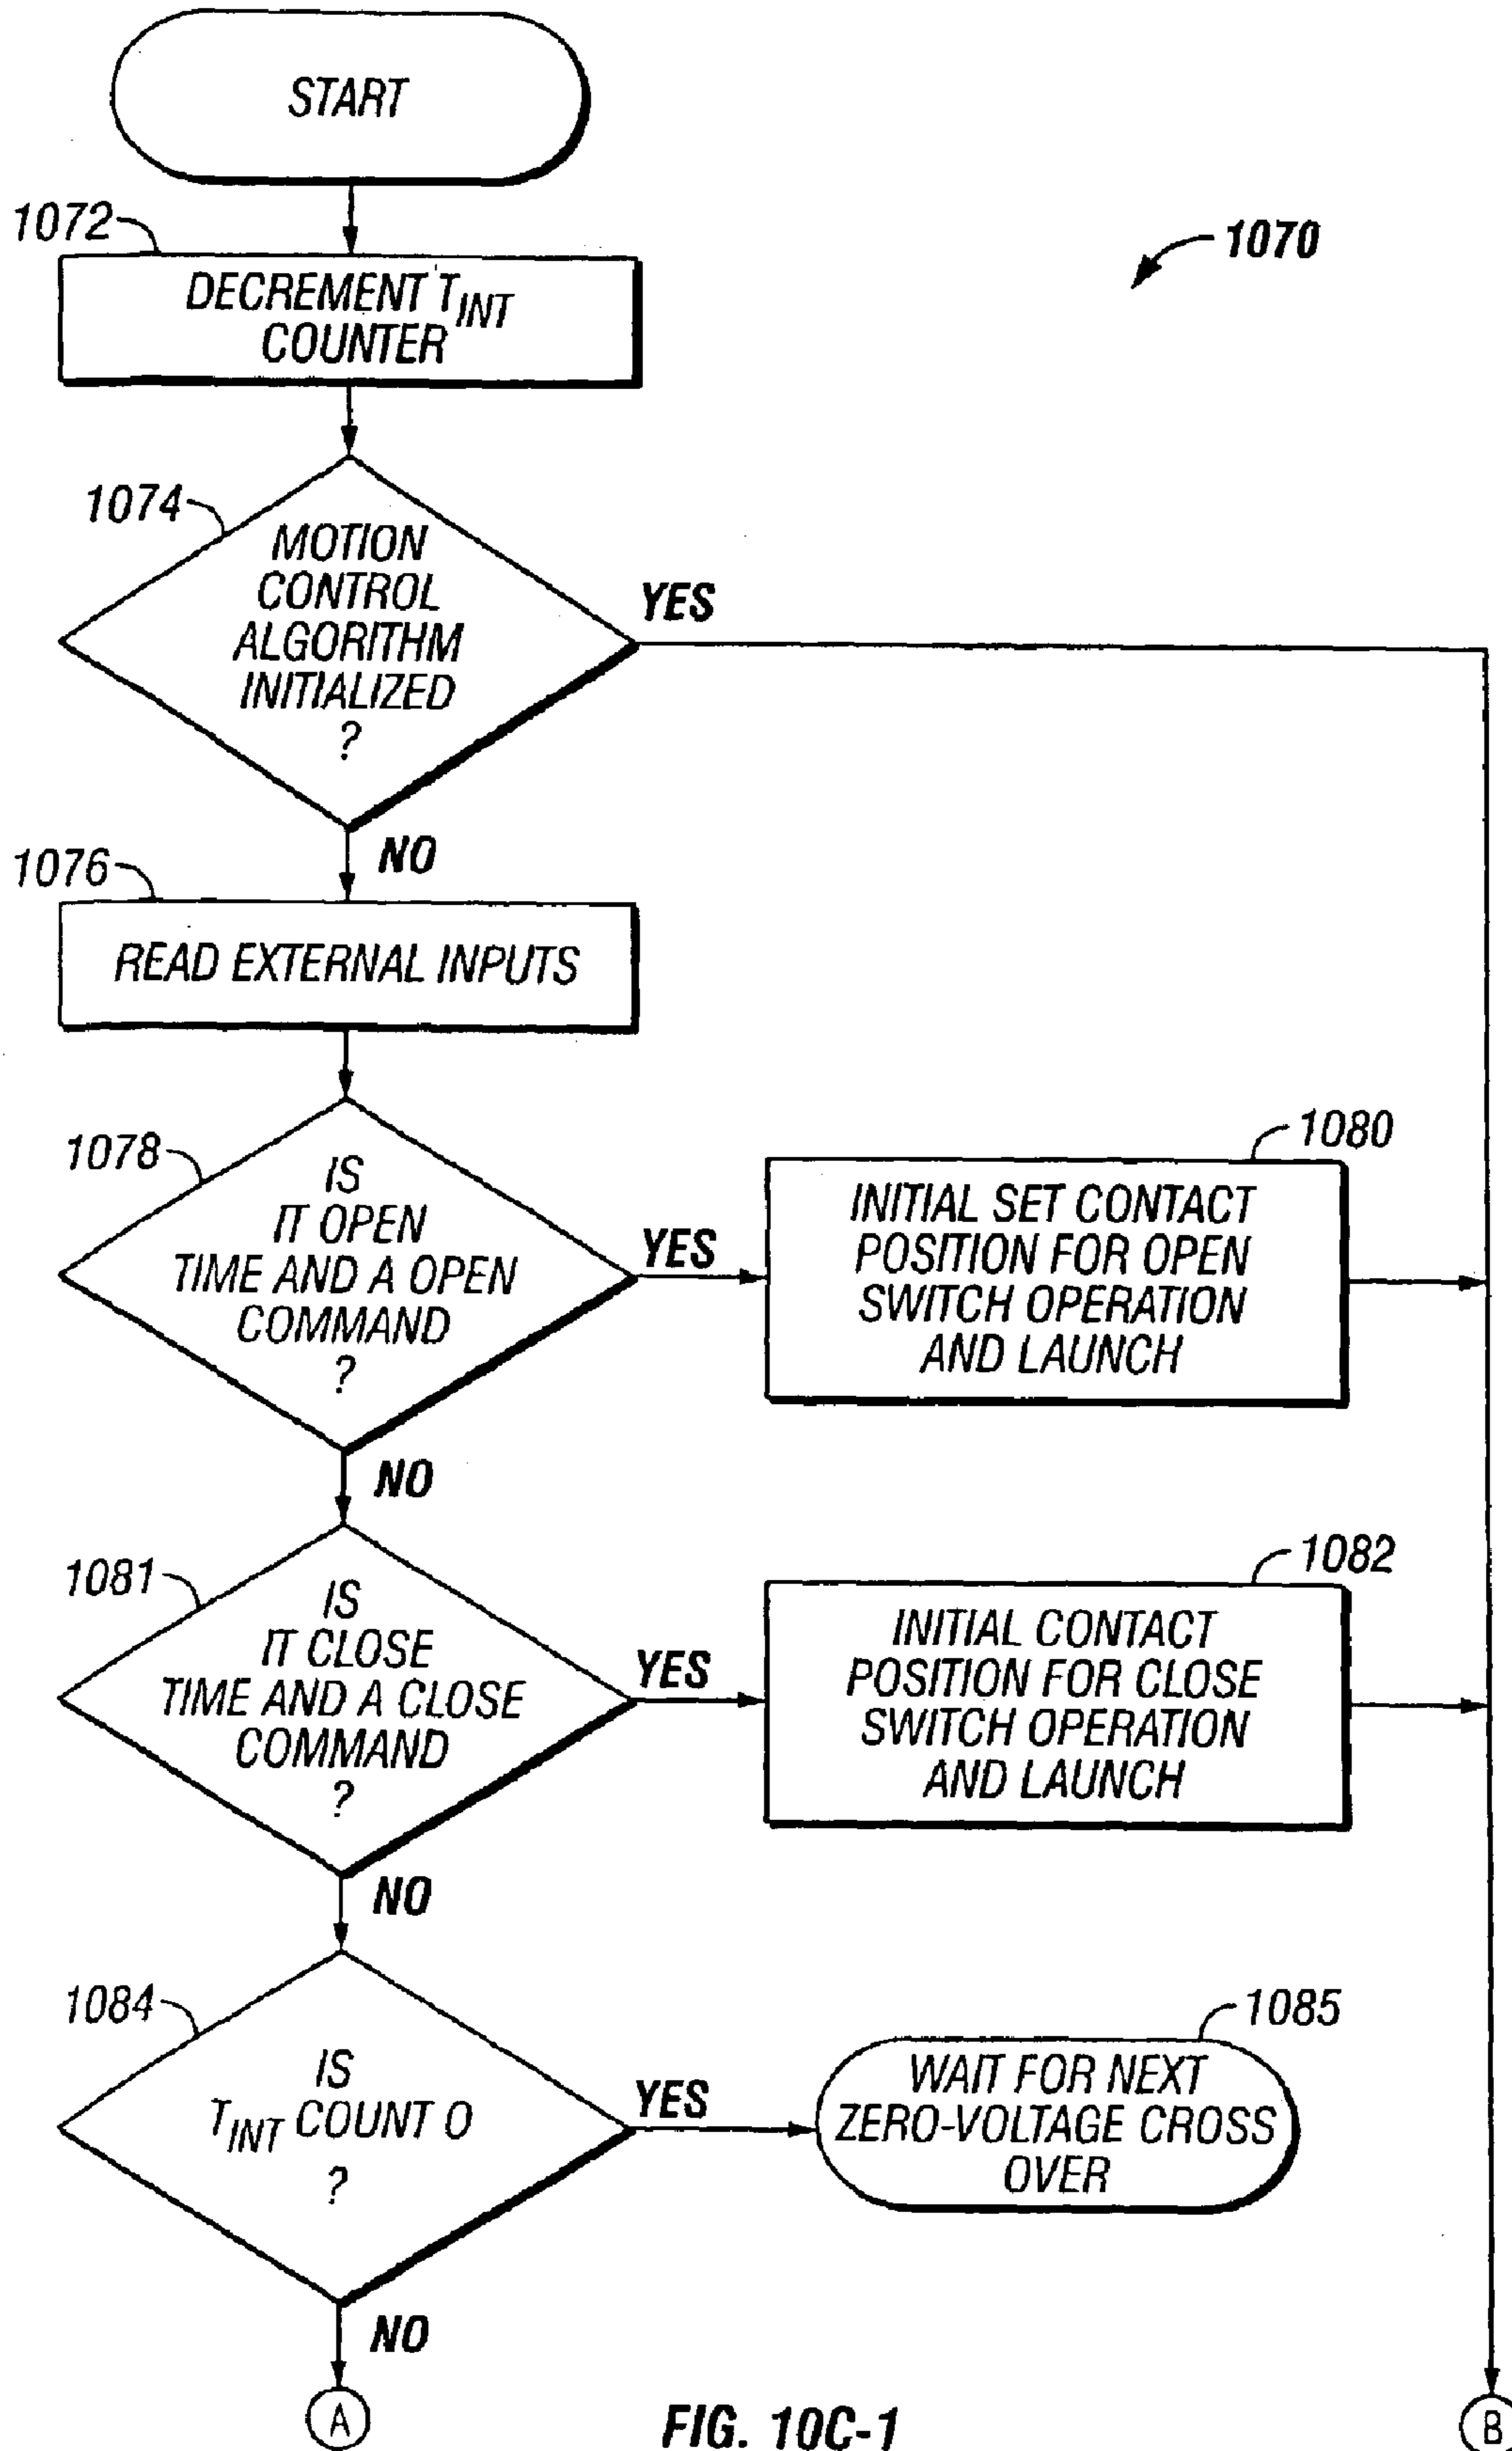 START
1070
1072
DECREMENT TINT
COUNTER
1074
MOTION
CONTROL
ALGORITHM
INITIALIZED
?
YES
NO
1076
READ EXTERNAL INPUTS
1078
IS
IT OPEN
TIME AND A OPEN
COMMAND
?
YES
1080
INITIAL SET CONTACT
POSITION FOR OPEN
SWITCH OPERATION
AND LAUNCH
NO
1081
IS
IT CLOSE
TIME AND A CLOSE
COMMAND
?
YES
1082
INITIAL CONTACT
POSITION FOR CLOSE
SWITCH OPERATION
AND LAUNCH
NO
1084
IS
TINT COUNT 0
?
YES
1085
WAIT FOR NEXT
ZERO-VOLTAGE CROSS
OVER
NO
A
B
FIG. 10C-1